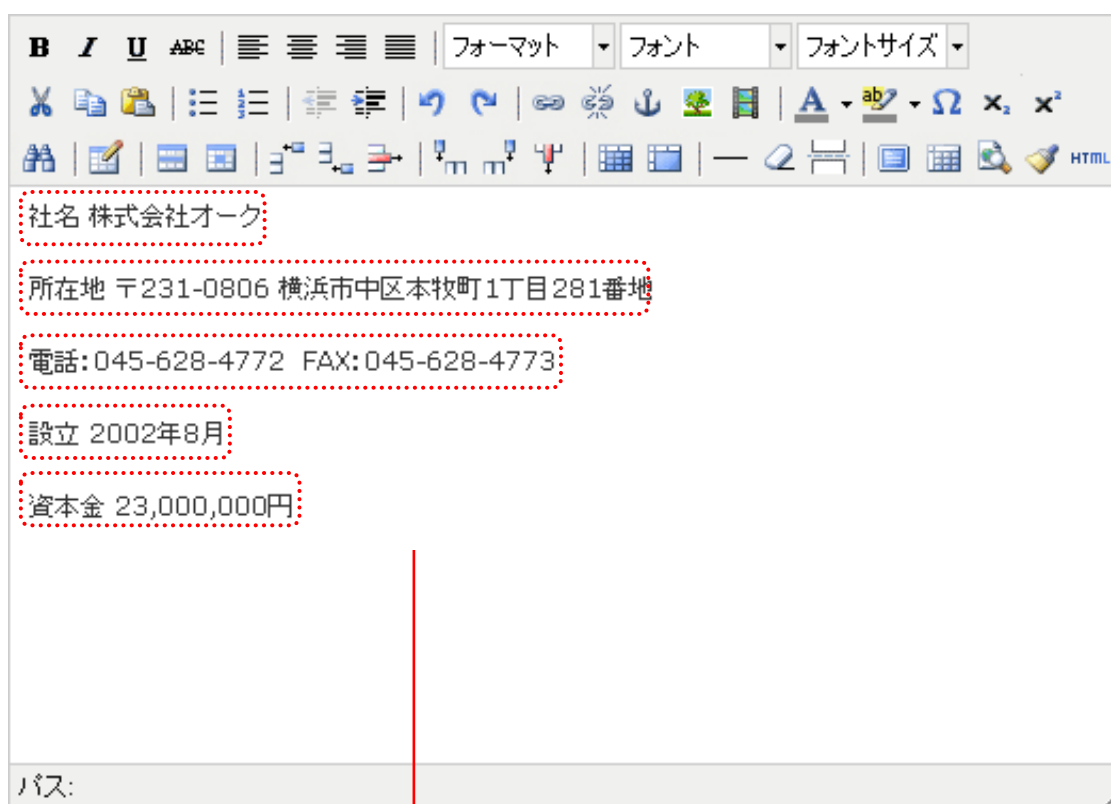 B I U ABC フォーマット フォント フォントサイズ
A ab Ω x₂ x²
HTML
社名 株式会社オーク
所在地 〒231-0806 横浜市中区本牧町1丁目281番地
電話:045-628-4772 FAX:045-628-4773
設立 2002年8月
資本金 23,000,000円
パス: